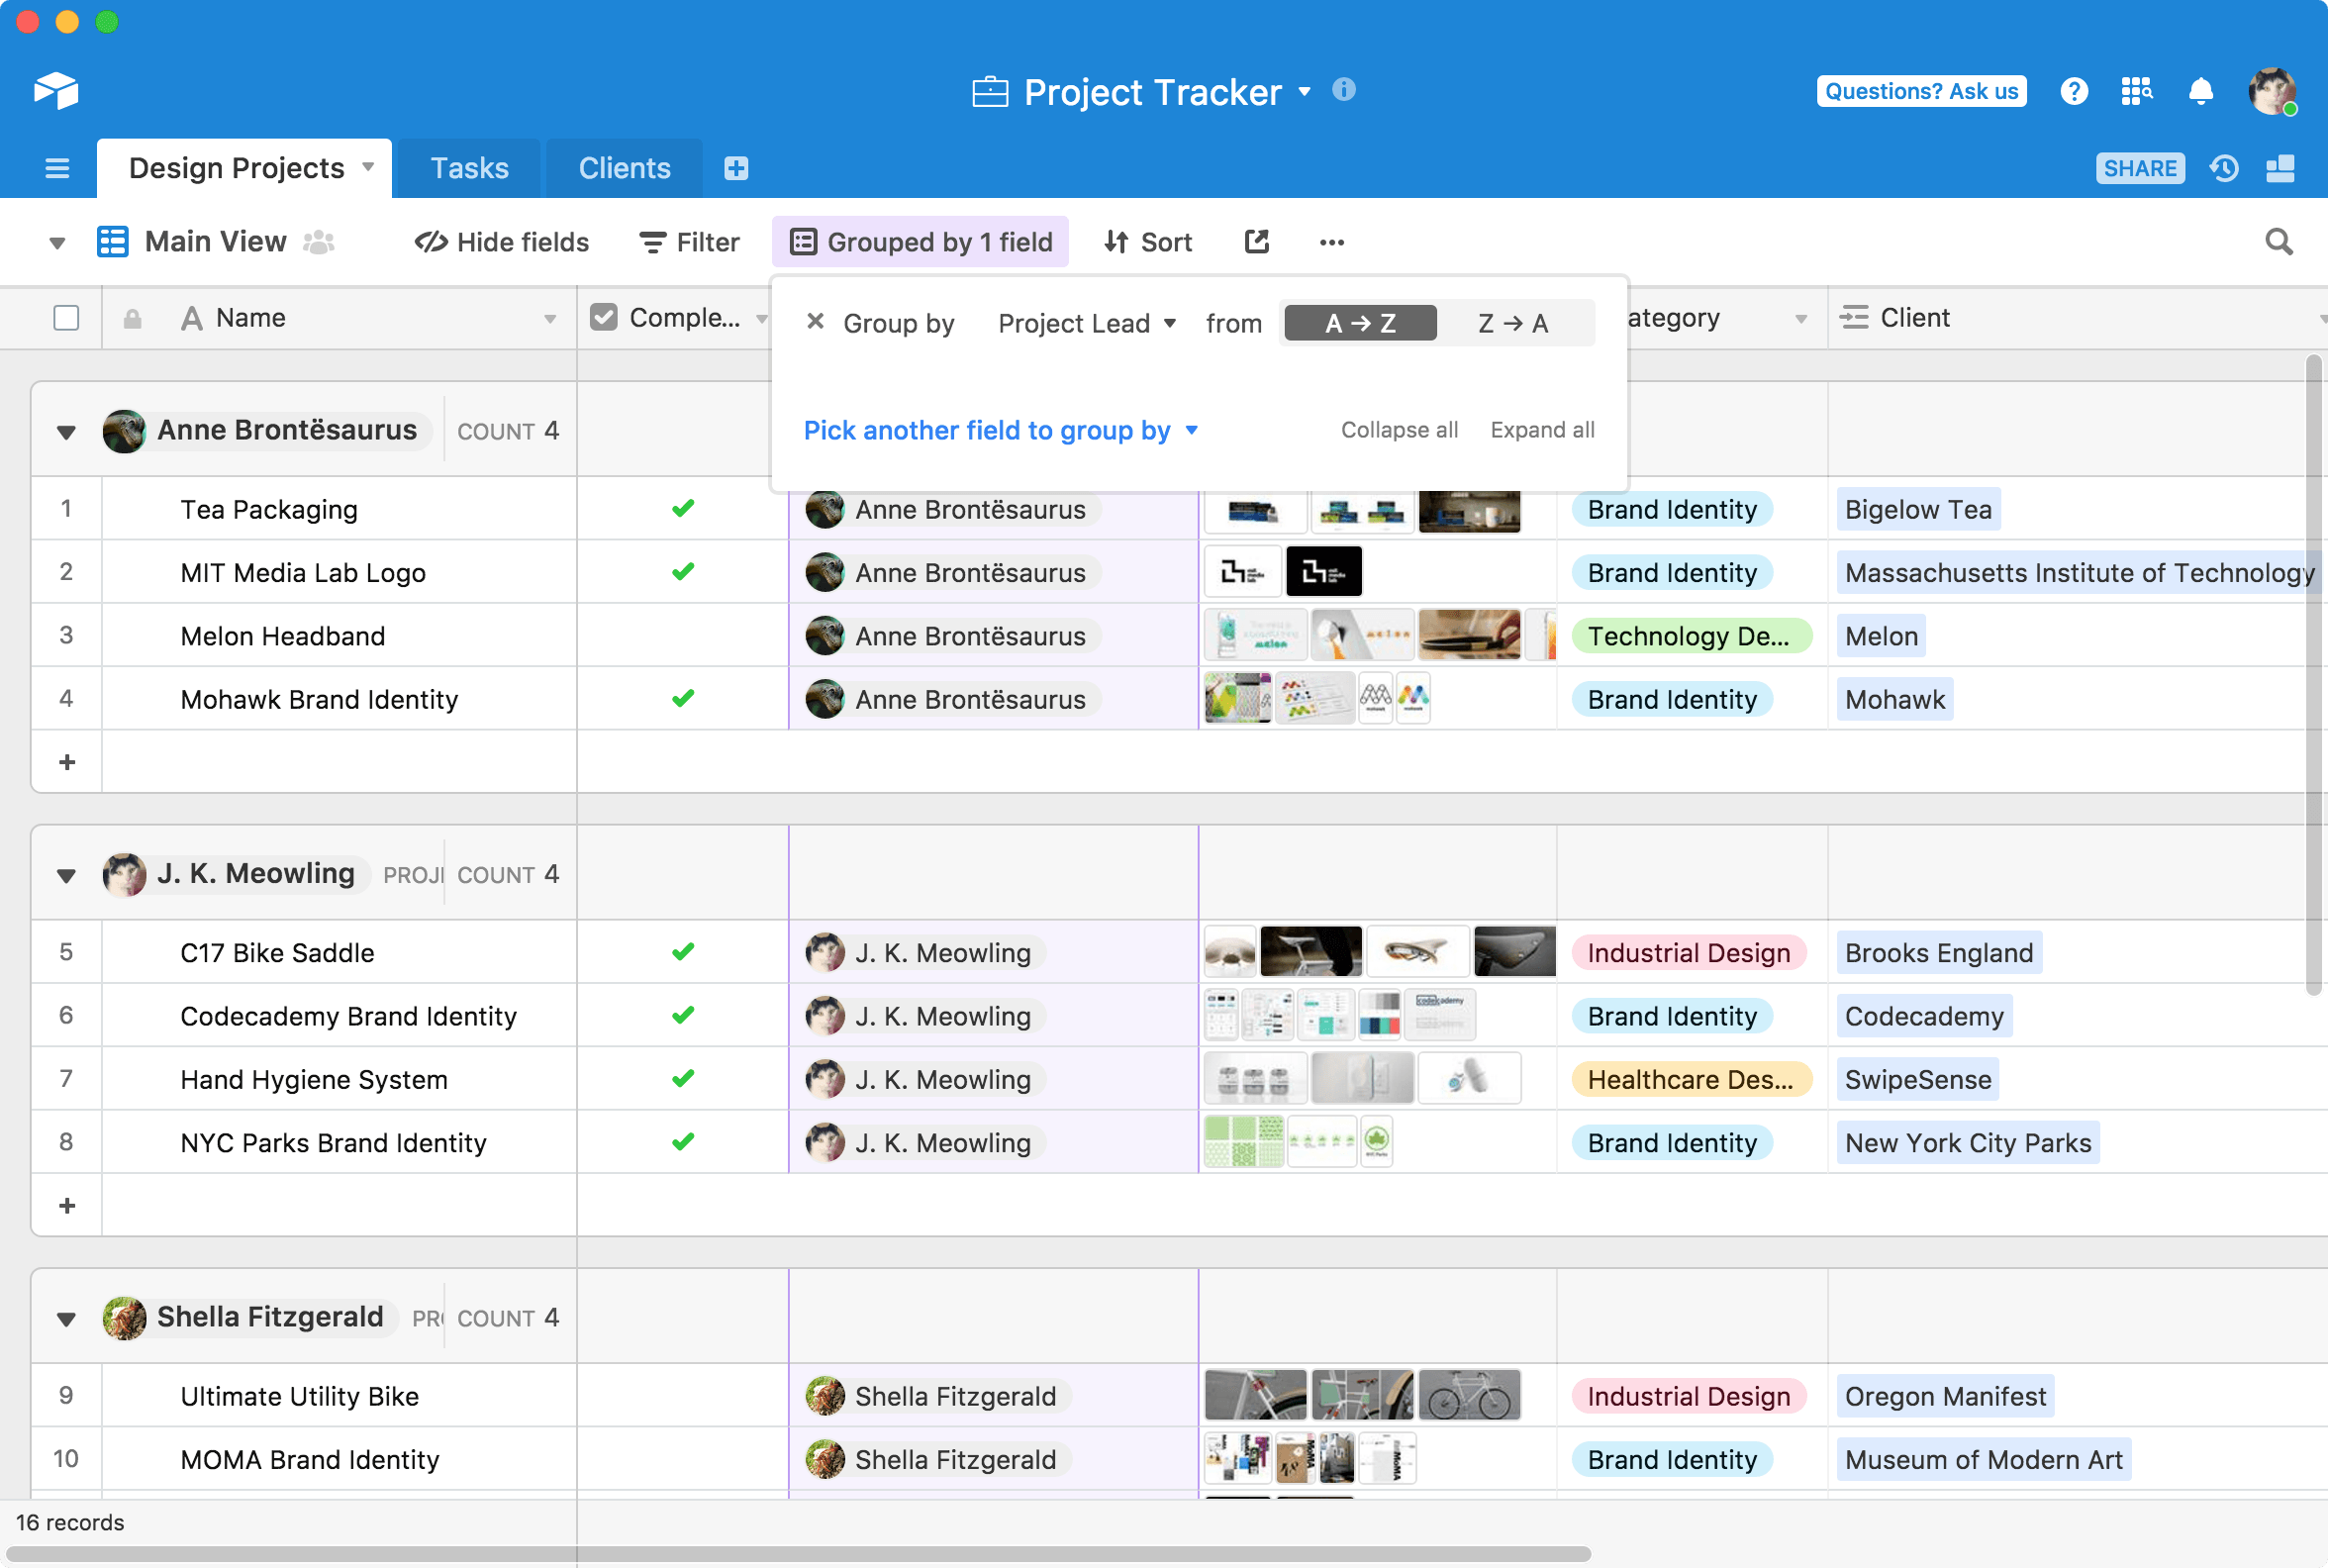 Project Tracker
Questions? Ask us
Design Projects Tasks Clients
SHARE
Main View Hide fields Filter Grouped by 1 field Sort
Name Comple... ategory Client
Group by Project Lead from A → Z Z → A
Pick another field to group by Collapse all Expand all
Anne Brontësaurus COUNT 4
1 Tea Packaging Anne Brontësaurus Brand Identity Bigelow Tea
2 MIT Media Lab Logo Anne Brontësaurus Brand Identity Massachusetts Institute of Technology
3 Melon Headband Anne Brontësaurus melon melon Technology De... Melon
4 Mohawk Brand Identity Anne Brontësaurus mohawk mohawk Brand Identity Mohawk
+
J. K. Meowling PROJ COUNT 4
5 C17 Bike Saddle J. K. Meowling Industrial Design Brooks England
6 Codecademy Brand Identity J. K. Meowling codecademy Brand Identity Codecademy
7 Hand Hygiene System J. K. Meowling Healthcare Des... SwipeSense
8 NYC Parks Brand Identity J. K. Meowling NYC Parks Brand Identity New York City Parks
+
Shella Fitzgerald PR COUNT 4
9 Ultimate Utility Bike Shella Fitzgerald Industrial Design Oregon Manifest
10 MOMA Brand Identity Shella Fitzgerald MoMA Brand Identity Museum of Modern Art
16 records